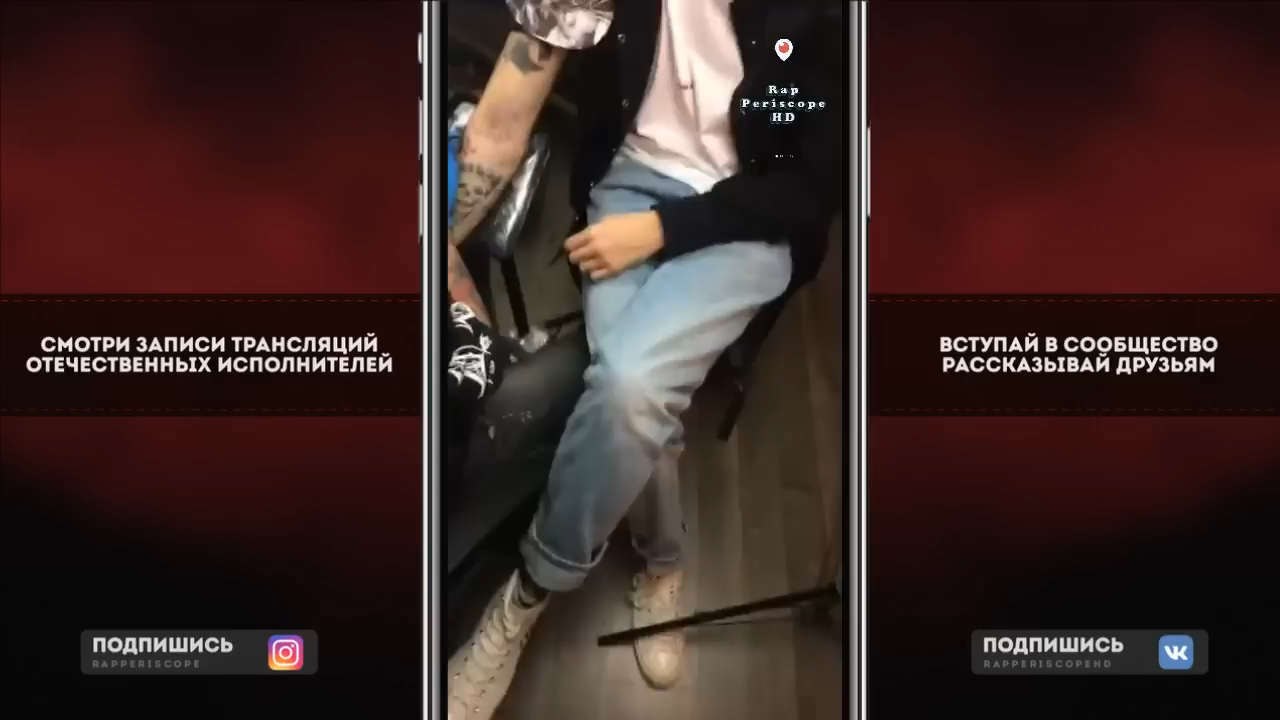 Rap
Periscope
HD
СМОТРИ ЗАПИСИ ТРАНСЛЯЦИЙ
ОТЕЧЕСТВЕННЫХ ИСПОЛНИТЕЛЕЙ
ВСТУПАЙ В СООБЩЕСТВО
РАССКАЗЫВАЙ ДРУЗЬЯМ
ПОДПИШИСЬ
RAPPERISCOPE
ПОДПИШИСЬ
RAPPERISCOPEHD